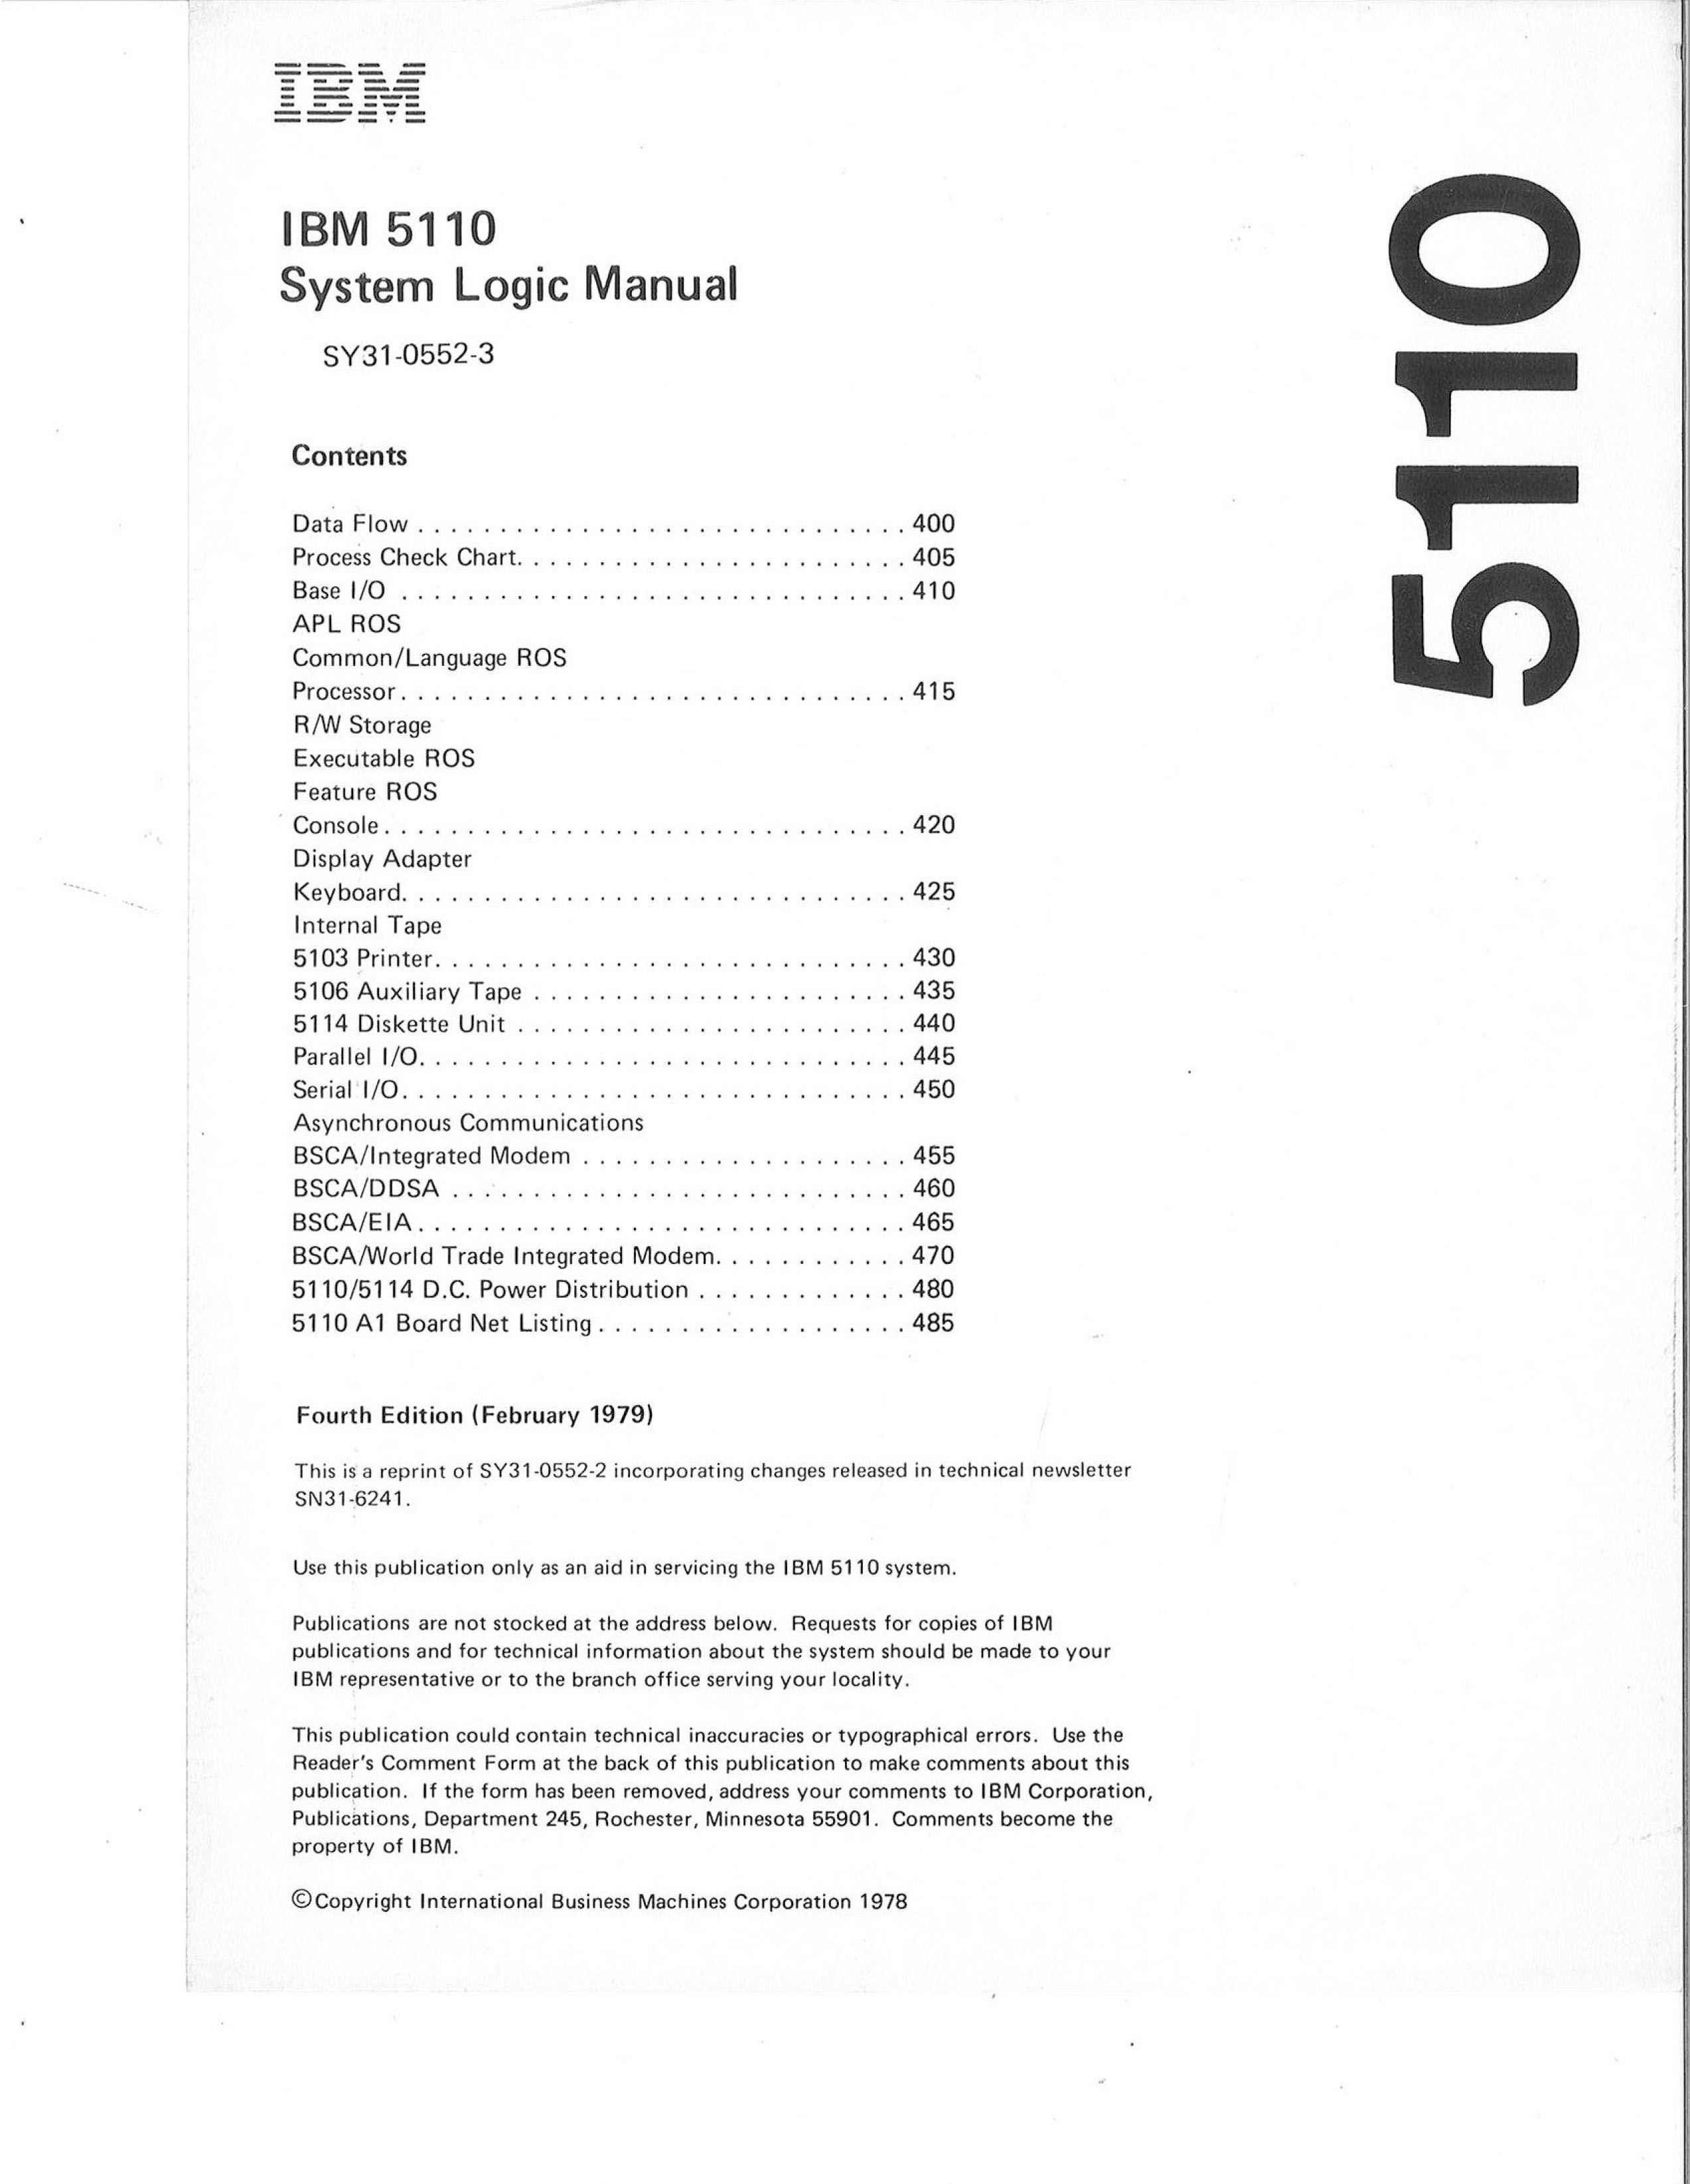 IBM
IBM 5110
System Logic Manual
SY31-0552-3
5110
Contents
Data Flow . . . . . . . . . . . . . . . . . . . . . . . . . . . . . . 400
Process Check Chart. . . . . . . . . . . . . . . . . . . . . . . . 405
Base I/O . . . . . . . . . . . . . . . . . . . . . . . . . . . . . . . 410
APL ROS
Common/Language ROS
Processor. . . . . . . . . . . . . . . . . . . . . . . . . . . . . . . 415
R/W Storage
Executable ROS
Feature ROS
Console. . . . . . . . . . . . . . . . . . . . . . . . . . . . . . . . 420
Display Adapter
Keyboard. . . . . . . . . . . . . . . . . . . . . . . . . . . . . . . 425
Internal Tape
5103 Printer. . . . . . . . . . . . . . . . . . . . . . . . . . . . . 430
5106 Auxiliary Tape . . . . . . . . . . . . . . . . . . . . . . . 435
5114 Diskette Unit . . . . . . . . . . . . . . . . . . . . . . . . 440
Parallel I/O. . . . . . . . . . . . . . . . . . . . . . . . . . . . . . 445
Serial I/O. . . . . . . . . . . . . . . . . . . . . . . . . . . . . . . 450
Asynchronous Communications
BSCA/Integrated Modem . . . . . . . . . . . . . . . . . . . . 455
BSCA/DDSA . . . . . . . . . . . . . . . . . . . . . . . . . . . . 460
BSCA/EIA. . . . . . . . . . . . . . . . . . . . . . . . . . . . . . 465
BSCA/World Trade Integrated Modem. . . . . . . . . . . . 470
5110/5114 D.C. Power Distribution . . . . . . . . . . . . . 480
5110 A1 Board Net Listing . . . . . . . . . . . . . . . . . . . 485
Fourth Edition (February 1979)
This is a reprint of SY31-0552-2 incorporating changes released in technical newsletter
SN31-6241.
Use this publication only as an aid in servicing the IBM 5110 system.
Publications are not stocked at the address below. Requests for copies of IBM
publications and for technical information about the system should be made to your
IBM representative or to the branch office serving your locality.
This publication could contain technical inaccuracies or typographical errors. Use the
Reader's Comment Form at the back of this publication to make comments about this
publication. If the form has been removed, address your comments to IBM Corporation,
Publications, Department 245, Rochester, Minnesota 55901. Comments become the
property of IBM.
©Copyright International Business Machines Corporation 1978